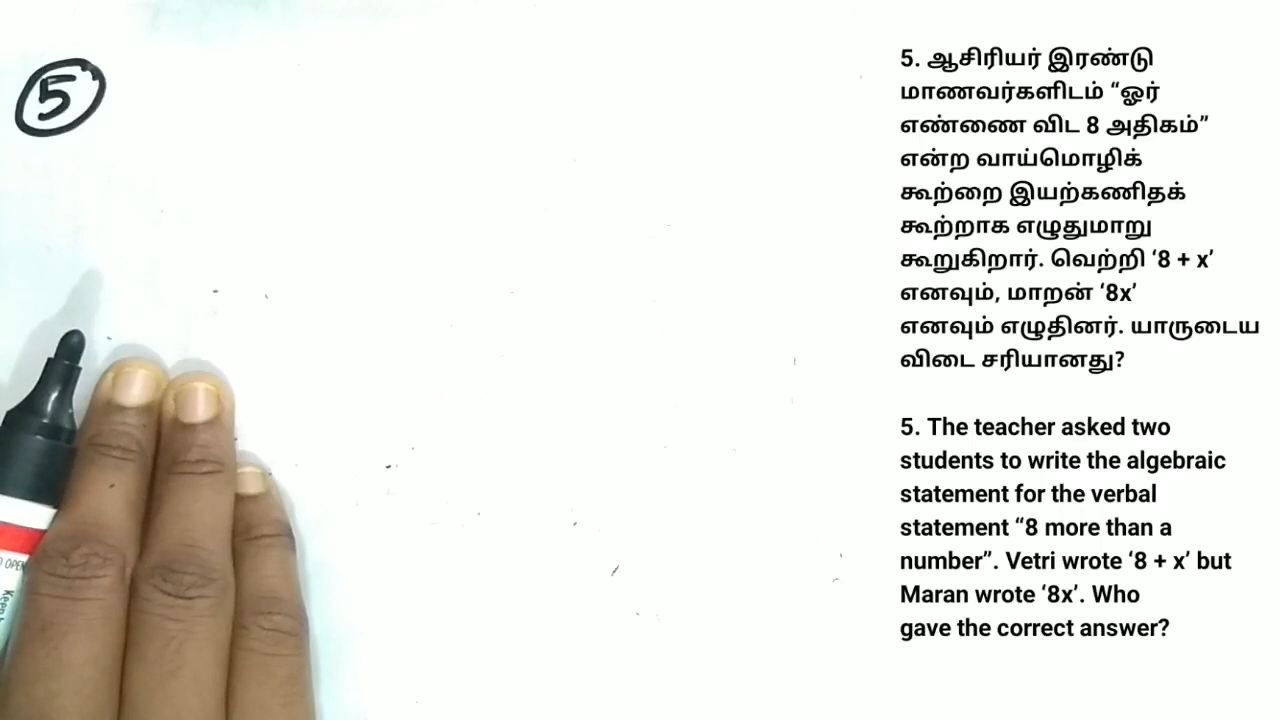 5
5. ஆசிரியர் இரண்டு
மாணவர்களிடம் “ஓர்
எண்ணை விட 8 அதிகம்”
என்ற வாய்மொழிக்
கூற்றை இயற்கணிதக்
கூற்றாக எழுதுமாறு
கூறுகிறார். வெற்றி ‘8 + x’
எனவும், மாறன் ‘8x’
எனவும் எழுதினர். யாருடைய
விடை சரியானது?
5. The teacher asked two
students to write the algebraic
statement for the verbal
statement “8 more than a
number”. Vetri wrote ‘8 + x’ but
Maran wrote ‘8x’. Who
gave the correct answer?
OPEN